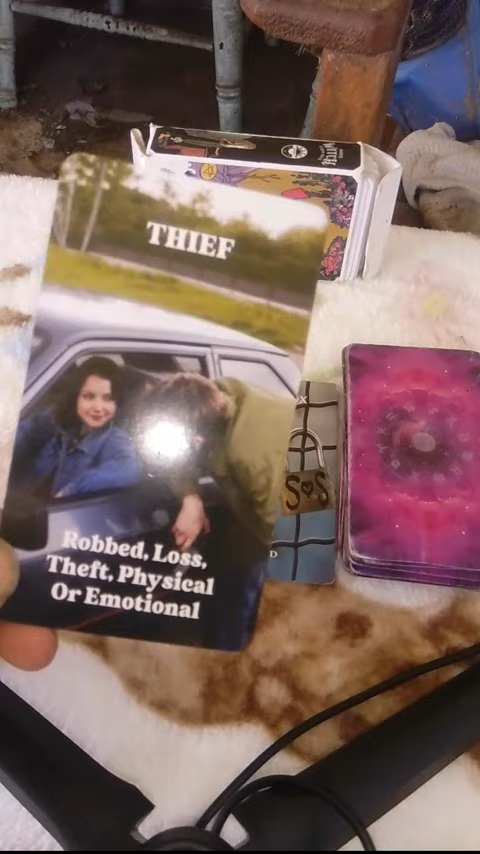 THIEF
Robbed, Loss,
Theft, Physical
Or Emotional
X
S♥S
D